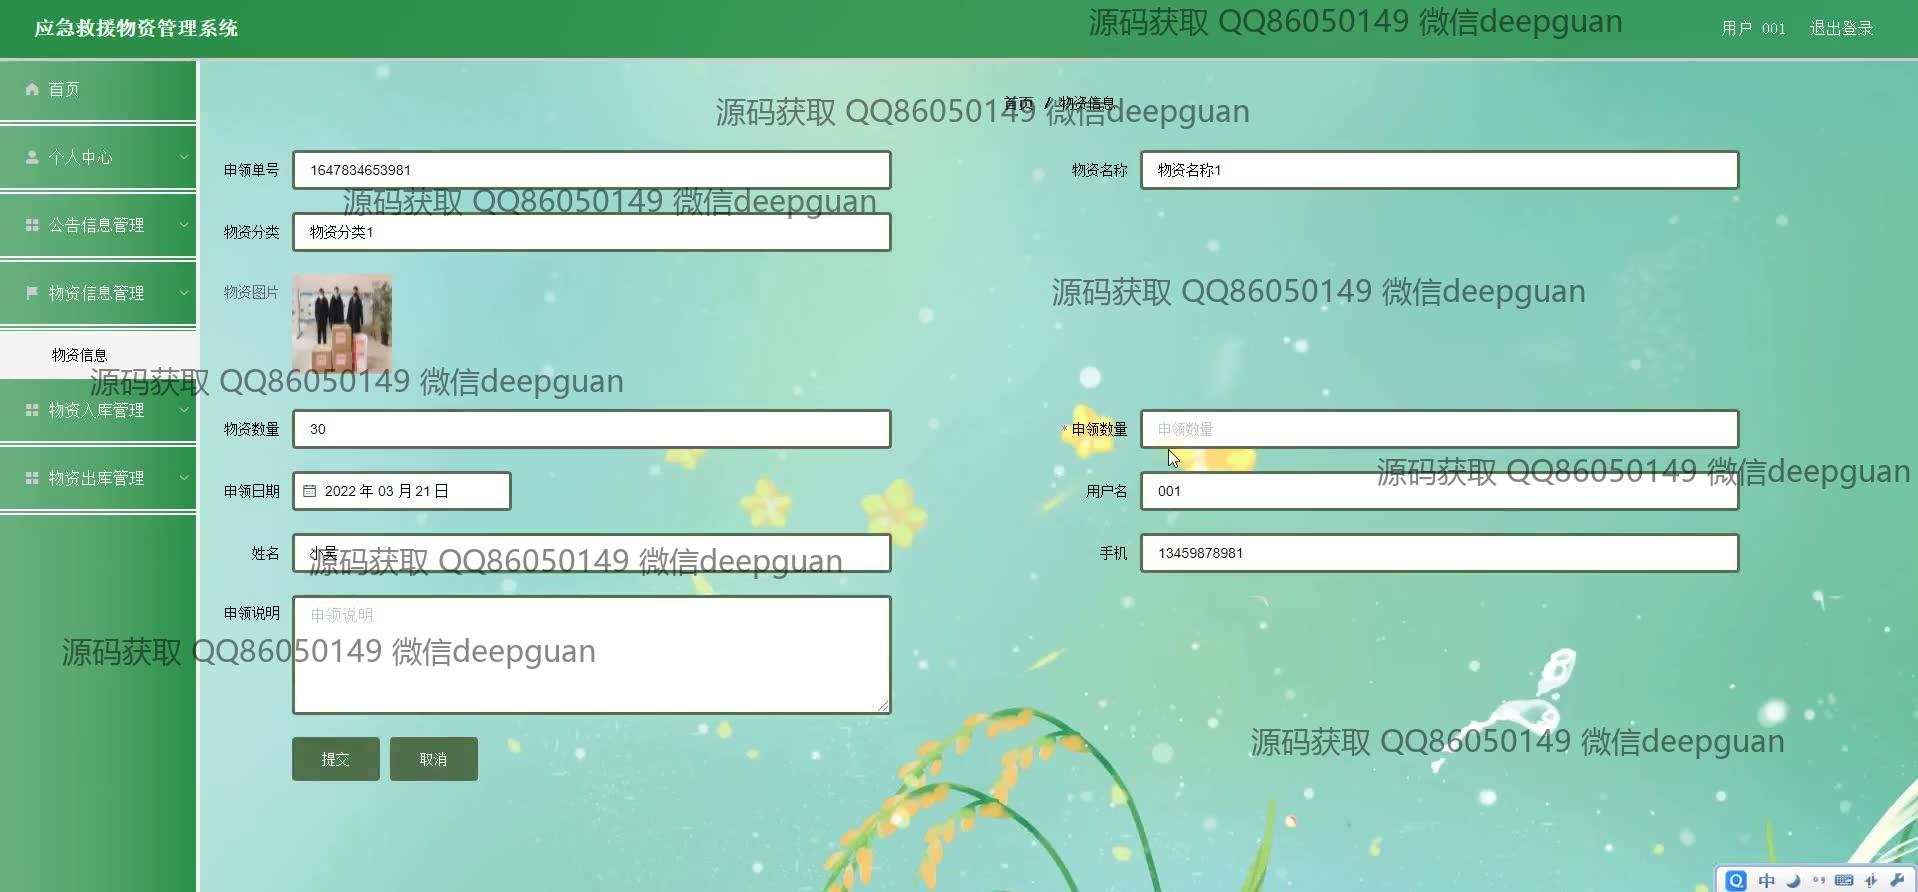 应急救援物资管理系统
源码获取 QQ86050149 微信deepguan
用户 001 退出登录
首页
首页 / 物资信息
源码获取 QQ86050149 微信deepguan
个人中心
申领单号 1647834653981 物资名称 物资名称1
源码获取 QQ86050149 微信deepguan
公告信息管理
物资分类 物资分类1
物资信息管理
物资图片
源码获取 QQ86050149 微信deepguan
物资信息
源码获取 QQ86050149 微信deepguan
物资入库管理
物资数量 30 * 申领数量 申领数量
源码获取 QQ86050149 微信deepguan
物资出库管理
申领日期 2022 年 03 月 21 日 用户名 001
姓名 小吴 手机 13459878981
源码获取 QQ86050149 微信deepguan
申领说明 申领说明
源码获取 QQ86050149 微信deepguan
源码获取 QQ86050149 微信deepguan
提交 取消
中